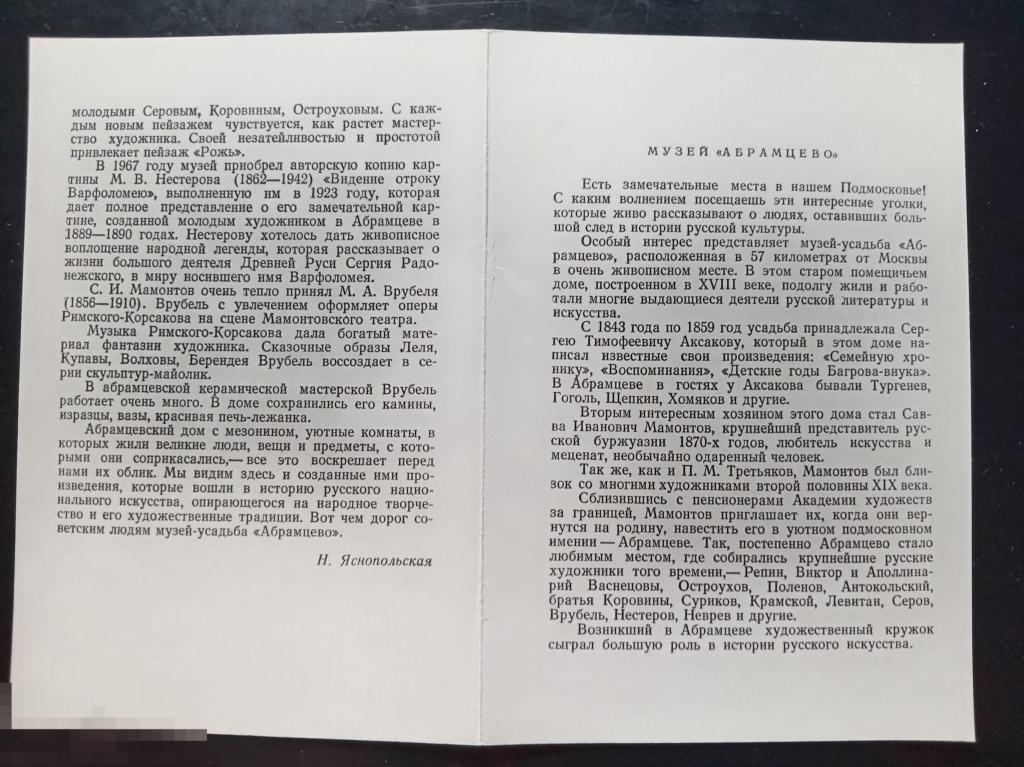 молодыми Серовым, Коровиным, Остроуховым. С каж-
дым новым пейзажем чувствуется, как растет мастер-
ство художника. Своей незатейливостью и простотой
привлекает пейзаж «Рожь».
В 1967 году музей приобрел авторскую копию кар-
тины М. В. Нестерова (1862—1942) «Видение отроку
Варфоломею», выполненную им в 1923 году, которая
дает полное представление о его замечательной кар-
тине, созданной молодым художником в Абрамцеве в
1889—1890 годах. Нестерову хотелось дать живописное
воплощение народной легенды, которая рассказывает о
жизни большого деятеля Древней Руси Сергия Радо-
нежского, в миру носившего имя Варфоломея.
С. И. Мамонтов очень тепло принял М. А. Врубеля
(1856—1910). Врубель с увлечением оформляет оперы
Римского-Корсакова на сцене Мамонтовского театра.
Музыка Римского-Корсакова дала богатый мате-
риал фантазии художника. Сказочные образы Леля,
Купавы, Волховы, Берендея Врубель воссоздает в се-
рии скульптур-майолик.
В абрамцевской керамической мастерской Врубель
работает очень много. В доме сохранились его камины,
изразцы, вазы, красивая печь-лежанка.
Абрамцевский дом с мезонином, уютные комнаты, в
которых жили великие люди, вещи и предметы, с кото-
рыми они соприкасались,— все это воскрешает перед
нами их облик. Мы видим здесь и созданные ими про-
изведения, которые вошли в историю русского нацио-
нального искусства, опирающегося на народное творче-
ство и его художественные традиции. Вот чем дорог со-
ветским людям музей-усадьба «Абрамцево».
Н. Яснопольская
МУЗЕЙ «АБРАМЦЕВО»
Есть замечательные места в нашем Подмосковье!
С каким волнением посещаешь эти интересные уголки,
которые живо рассказывают о людях, оставивших боль-
шой след в истории русской культуры.
Особый интерес представляет музей-усадьба «Аб-
рамцево», расположенная в 57 километрах от Москвы
в очень живописном месте. В этом старом помещичьем
доме, построенном в XVIII веке, подолгу жили и рабо-
тали многие выдающиеся деятели русской литературы и
искусства.
С 1843 года по 1859 год усадьба принадлежала Сер-
гею Тимофеевичу Аксакову, который в этом доме на-
писал известные свои произведения: «Семейную хро-
нику», «Воспоминания», «Детские годы Багрова-внука».
В Абрамцеве в гостях у Аксакова бывали Тургенев,
Гоголь, Щепкин, Хомяков и другие.
Вторым интересным хозяином этого дома стал Сав-
ва Иванович Мамонтов, крупнейший представитель рус-
ской буржуазии 1870-х годов, любитель искусства и
меценат, необычайно одаренный человек.
Так же, как и П. М. Третьяков, Мамонтов был бли-
зок со многими художниками второй половины XIX века.
Сблизившись с пенсионерами Академии художеств
за границей, Мамонтов приглашает их, когда они вер-
нутся на родину, навестить его в уютном подмосковном
имении — Абрамцеве. Так, постепенно Абрамцево стало
любимым местом, где собирались крупнейшие русские
художники того времени,— Репин, Виктор и Аполлина-
рий Васнецовы, Остроухов, Поленов, Антокольский,
братья Коровины, Суриков, Крамской, Левитан, Серов,
Врубель, Нестеров, Неврев и другие.
Возникший в Абрамцеве художественный кружок
сыграл большую роль в истории русского искусства.